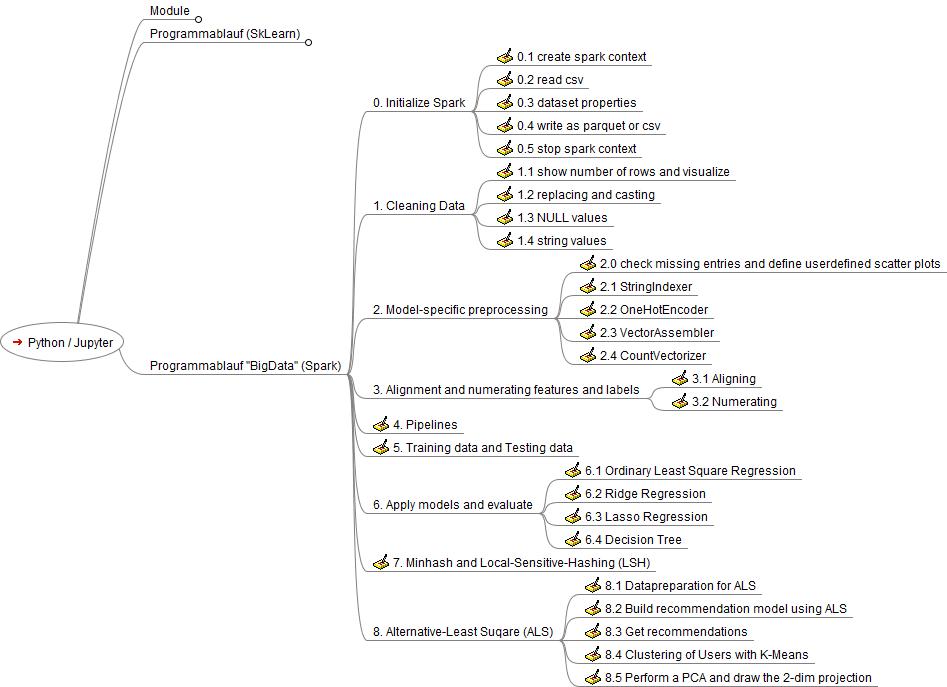 Module
Programmablauf (SkLearn)
Python / Jupyter
Programmablauf "BigData" (Spark)
0. Initialize Spark
0.1 create spark context
0.2 read csv
0.3 dataset properties
0.4 write as parquet or csv
0.5 stop spark context
1. Cleaning Data
1.1 show number of rows and visualize
1.2 replacing and casting
1.3 NULL values
1.4 string values
2. Model-specific preprocessing
2.0 check missing entries and define userdefined scatter plots
2.1 StringIndexer
2.2 OneHotEncoder
2.3 VectorAssembler
2.4 CountVectorizer
3. Alignment and numerating features and labels
3.1 Aligning
3.2 Numerating
4. Pipelines
5. Training data and Testing data
6. Apply models and evaluate
6.1 Ordinary Least Square Regression
6.2 Ridge Regression
6.3 Lasso Regression
6.4 Decision Tree
7. Minhash and Local-Sensitive-Hashing (LSH)
8. Alternative-Least Suqare (ALS)
8.1 Datapreparation for ALS
8.2 Build recommendation model using ALS
8.3 Get recommendations
8.4 Clustering of Users with K-Means
8.5 Perform a PCA and draw the 2-dim projection